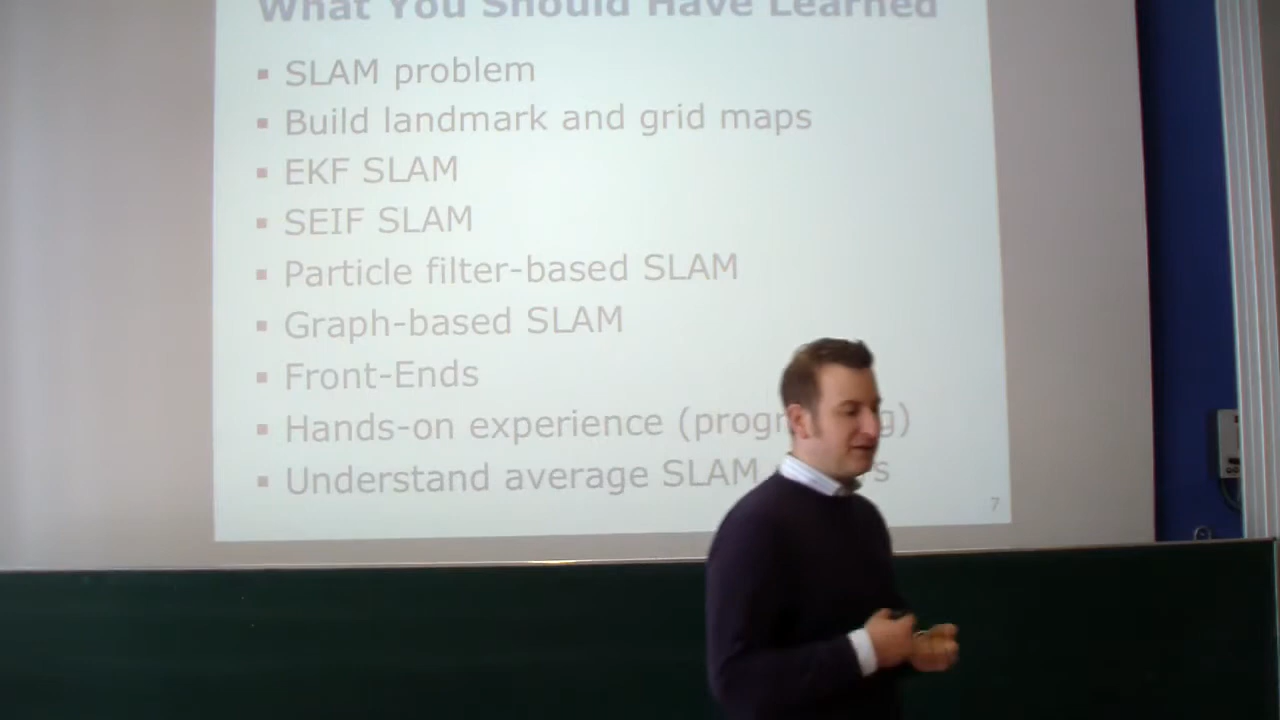 What You Should Have Learned
▪ SLAM problem
▪ Build landmark and grid maps
▪ EKF SLAM
▪ SEIF SLAM
▪ Particle filter-based SLAM
▪ Graph-based SLAM
▪ Front-Ends
▪ Hands-on experience
▪ Understand average SLAM
7